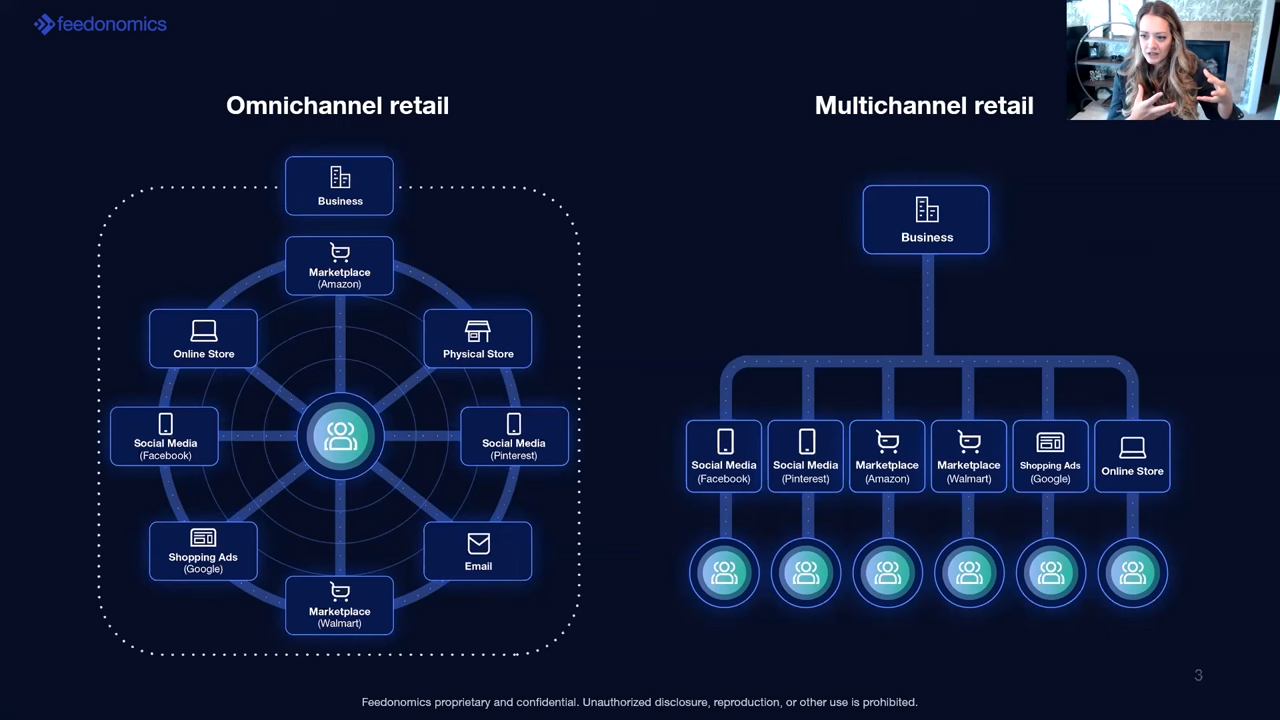 feedonomics
Omnichannel retail
Business
Marketplace
(Amazon)
Online Store
Physical Store
Social Media
(Facebook)
Social Media
(Pinterest)
Shopping Ads
(Google)
Email
Marketplace
(Walmart)
Multichannel retail
Business
Social Media
(Facebook)
Social Media
(Pinterest)
Marketplace
(Amazon)
Marketplace
(Walmart)
Shopping Ads
(Google)
Online Store
3
Feedonomics proprietary and confidential. Unauthorized disclosure, reproduction, or other use is prohibited.